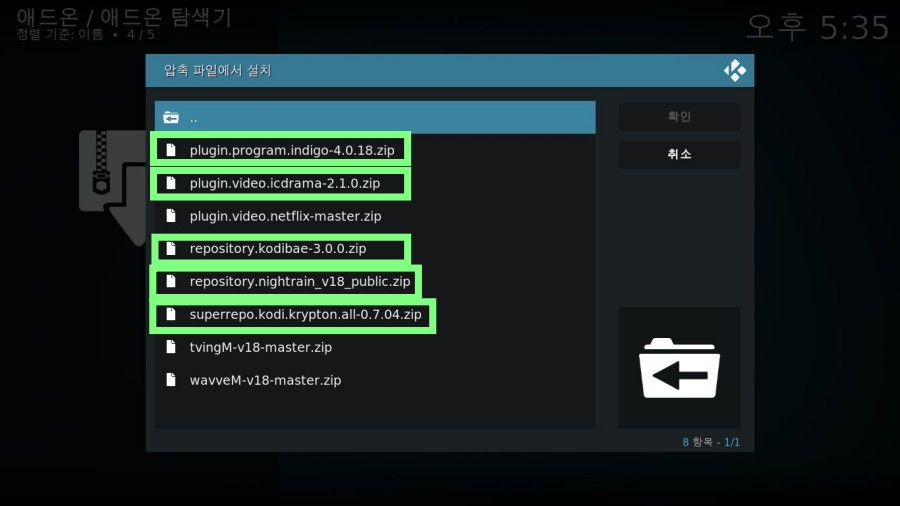 애드온 / 애드온 탐색기
정렬 기준: 이름 • 4 / 5
오후 5:35
압축 파일에서 설치
..
plugin.program.indigo-4.0.18.zip
plugin.video.icdrama-2.1.0.zip
plugin.video.netflix-master.zip
repository.kodibae-3.0.0.zip
repository.nightrain_v18_public.zip
superrepo.kodi.krypton.all-0.7.04.zip
tvingM-v18-master.zip
wavveM-v18-master.zip
확인
취소
8 항목 - 1/1